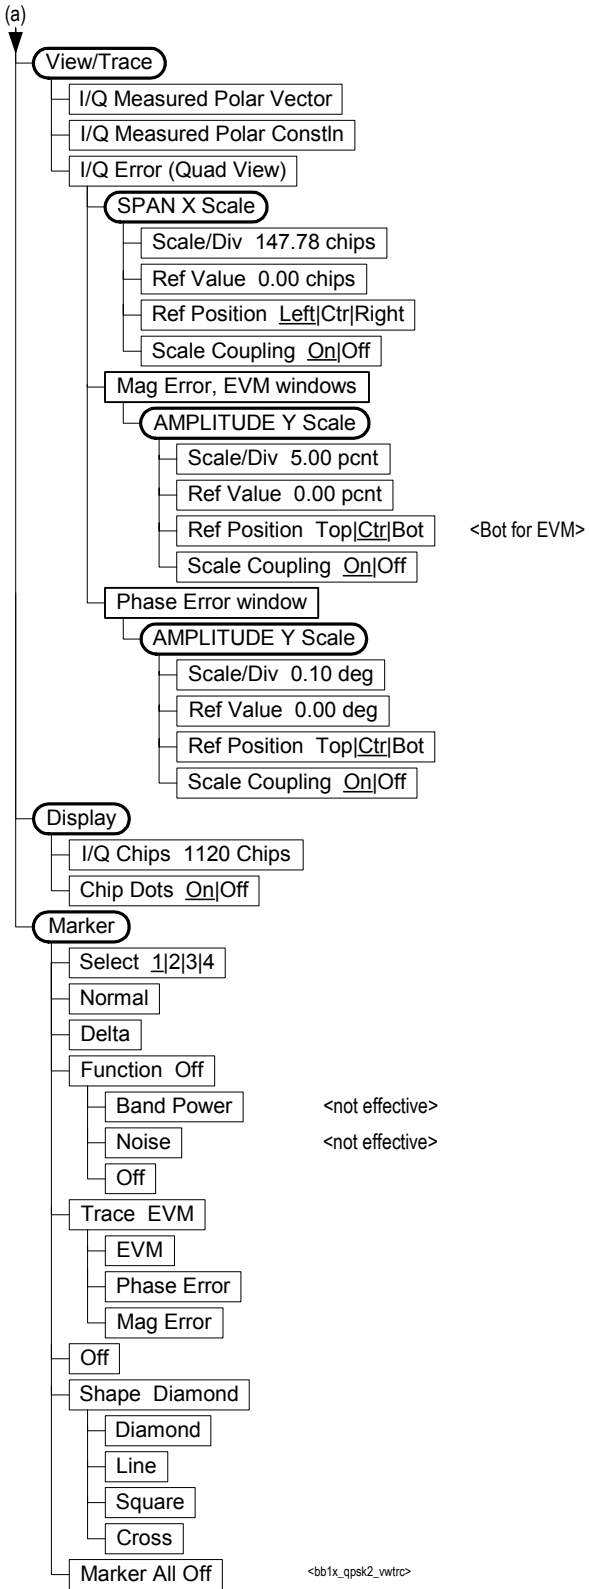 (a)
View/Trace
I/Q Measured Polar Vector
I/Q Measured Polar Constln
I/Q Error (Quad View)
SPAN X Scale
Scale/Div 147.78 chips
Ref Value 0.00 chips
Ref Position Left|Ctr|Right
Scale Coupling On|Off
Mag Error, EVM windows
AMPLITUDE Y Scale
Scale/Div 5.00 pcnt
Ref Value 0.00 pcnt
Ref Position Top|Ctr|Bot <Bot for EVM>
Scale Coupling On|Off
Phase Error window
AMPLITUDE Y Scale
Scale/Div 0.10 deg
Ref Value 0.00 deg
Ref Position Top|Ctr|Bot
Scale Coupling On|Off
Display
I/Q Chips 1120 Chips
Chip Dots On|Off
Marker
Select 1|2|3|4
Normal
Delta
Function Off
Band Power <not effective>
Noise <not effective>
Off
Trace EVM
EVM
Phase Error
Mag Error
Off
Shape Diamond
Diamond
Line
Square
Cross
Marker All Off <bb1x_qpsk2_vwtrc>